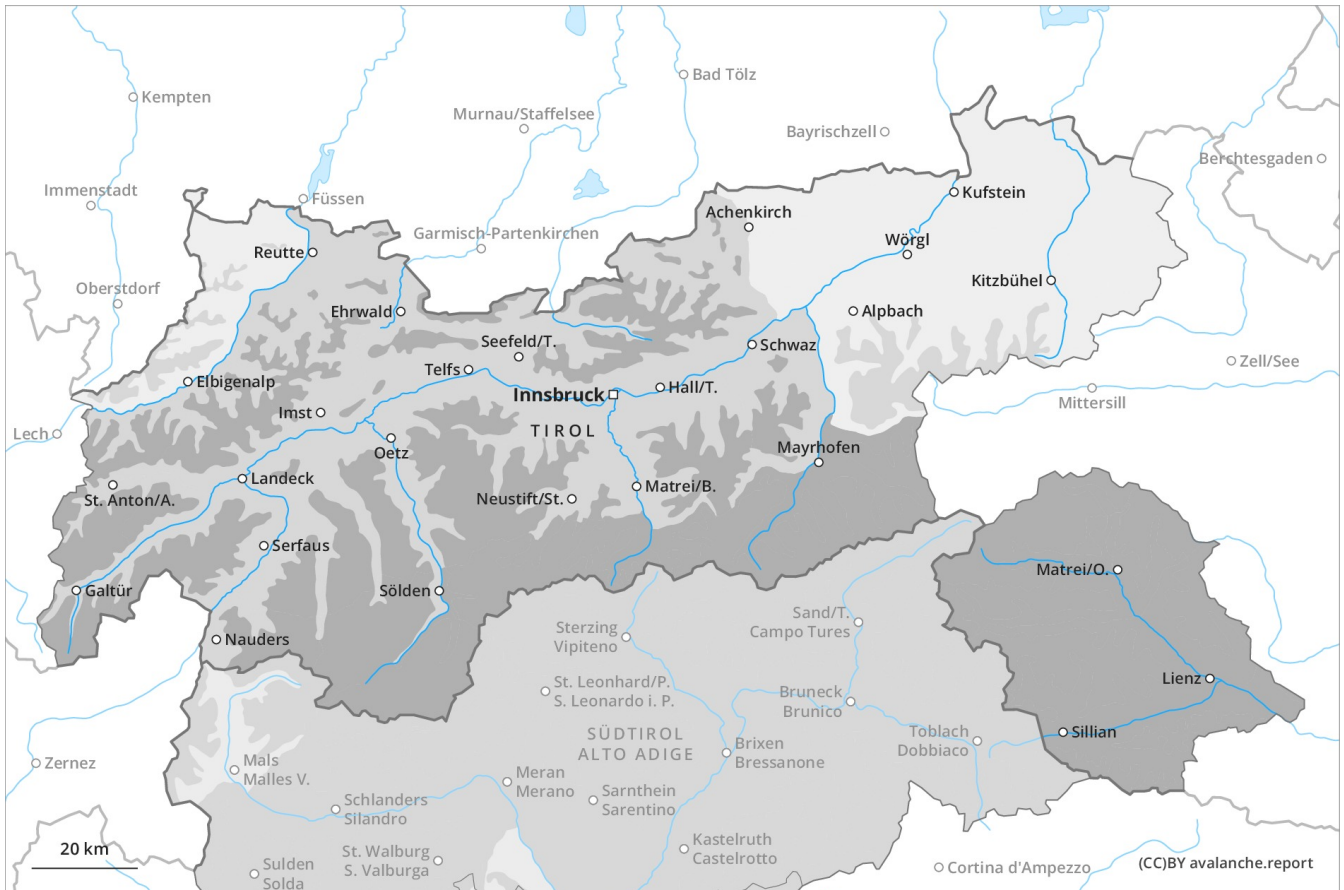 Bad Tölz
Kempten
Murnau/Staffelsee
Bayrischzell
Berchtesgaden
Immenstadt
Füssen
Kufstein
Achenkirch
Garmisch-Partenkirchen
Wörgl
Reutte
Kitzbühel
Oberstdorf
Ehrwald
Alpbach
Seefeld/T.
Schwaz
Zell/See
Telfs
Elbigenalp
Hall/T.
Innsbruck
Mittersill
Imst
TIROL
Lech
Oetz
Mayrhofen
Landeck
Matrei/B.
St. Anton/A.
Neustift/St.
Serfaus
Matrei/O.
Galtür
Sölden
Sand/T.
Campo Tures
Sterzing
Vipiteno
Nauders
Lienz
St. Leonhard/P.
S. Leonardo i. P.
Bruneck
Brunico
SÜDTIROL
ALTO ADIGE
Toblach
Dobbiaco
Sillian
Brixen
Bressanone
Zernez
Mals
Malles V.
Meran
Merano
Sarnthein
Sarentino
Schlanders
Silandro
20 km
St. Walburg
S. Valburga
Kastelruth
Castelrotto
Sulden
Solda
Cortina d'Ampezzo
(CC)BY avalanche.report